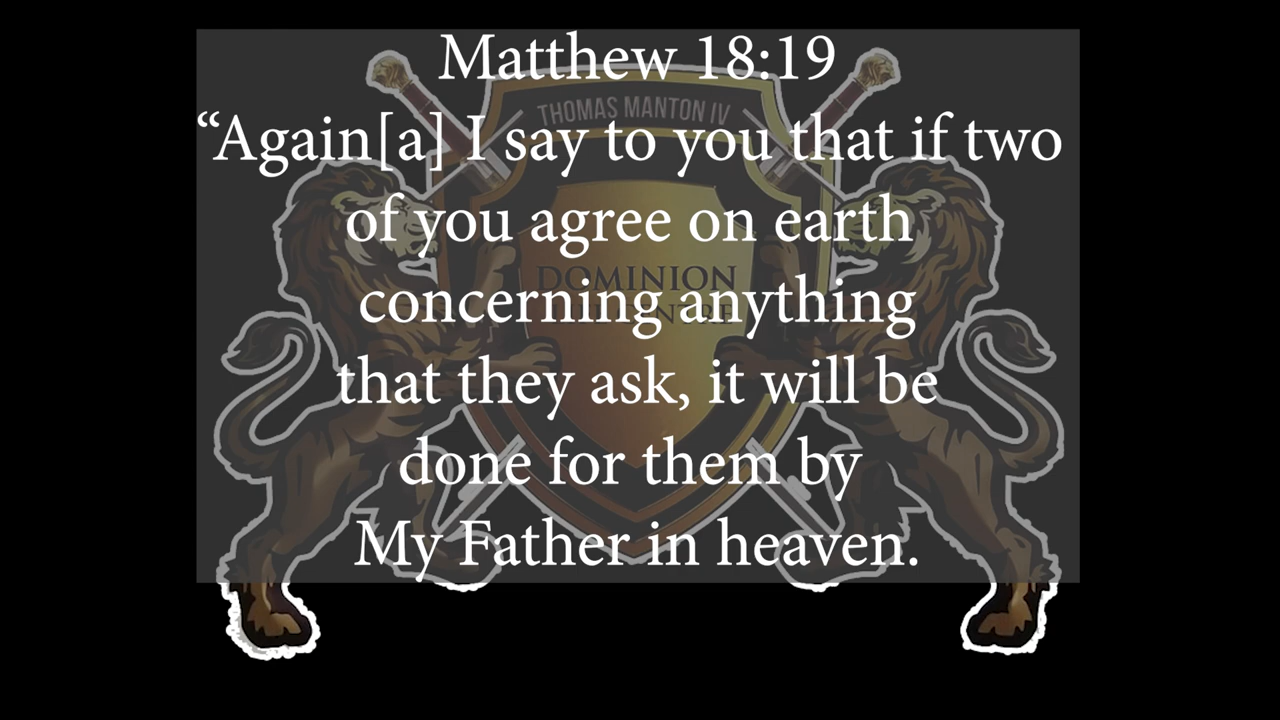 Matthew 18:19
THOMAS MANTON IV
“Again[a] I say to you that if two
of you agree on earth
DOMINION
concerning anything
that they ask, it will be
done for them by
My Father in heaven.